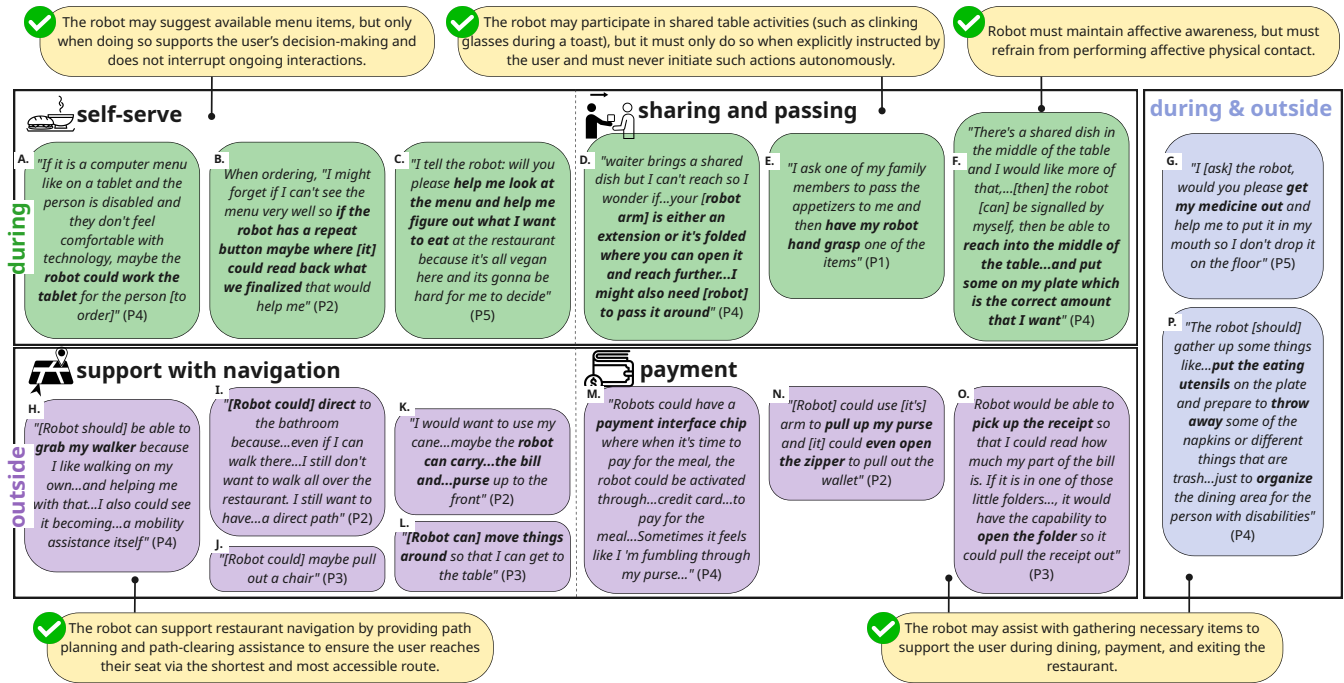 The robot may suggest available menu items, but only
when doing so supports the user's decision-making and
does not interrupt ongoing interactions.
The robot may participate in shared table activities (such as clinking
glasses during a toast), but it must only do so when explicitly instructed by
the user and must never initiate such actions autonomously.
Robot must maintain affective awareness, but must
refrain from performing affective physical contact.
during
self-serve
A.
"If it is a computer menu
like on a tablet and the
person is disabled and
they don't feel
comfortable with
technology, maybe the
robot could work the
tablet for the person [to
order]" (P4)
B.
When ordering, "I might
forget if I can't see the
menu very well so if the
robot has a repeat
button maybe where [it]
could read back what
we finalized that would
help me" (P2)
C.
"I tell the robot: will you
please help me look at
the menu and help me
figure out what I want
to eat at the restaurant
because it's all vegan
here and its gonna be
hard for me to decide"
(P5)
sharing and passing
D.
"waiter brings a shared
dish but I can't reach so I
wonder if...your [robot
arm] is either an
extension or it's folded
where you can open it
and reach further...I
might also need [robot]
to pass it around" (P4)
E.
"I ask one of my family
members to pass the
appetizers to me and
then have my robot
hand grasp one of the
items" (P1)
F.
"There's a shared dish in
the middle of the table
and I would like more of
that,...[then] the robot
[can] be signalled by
myself, then be able to
reach into the middle of
the table...and put
some on my plate which
is the correct amount
that I want" (P4)
during & outside
G.
"I [ask] the robot,
would you please get
my medicine out and
help me to put it in my
mouth so I don't drop it
on the floor" (P5)
P.
"The robot [should]
gather up some things
like...put the eating
utensils on the plate
and prepare to throw
away some of the
napkins or different
things that are
trash...just to organize
the dining area for the
person with disabilities"
(P4)
outside
support with navigation
H.
"[Robot should] be able to
grab my walker because
I like walking on my
own...and helping me
with that...I also could see
it becoming...a mobility
assistance itself" (P4)
I.
"[Robot could] direct to
the bathroom
because...even if I can
walk there...I still don't
want to walk all over the
restaurant. I still want to
have...a direct path" (P2)
J.
"[Robot could] maybe pull
out a chair" (P3)
K.
"I would want to use my
cane...maybe the robot
can carry...the bill
and...purse up to the
front" (P2)
L.
"[Robot can] move things
around so that I can get to
the table" (P3)
payment
M.
"Robots could have a
payment interface chip
where when it's time to
pay for the meal, the
robot could be activated
through...credit card...to
pay for the
meal...Sometimes it feels
like I 'm fumbling through
my purse..." (P4)
N.
"[Robot] could use [it's]
arm to pull up my purse
and [it] could even open
the zipper to pull out the
wallet" (P2)
O.
"Robot would be able to
pick up the receipt so
that I could read how
much my part of the bill
is. If it is in one of those
little folders..., it would
have the capability to
open the folder so it
could pull the receipt out"
(P3)
The robot can support restaurant navigation by providing path
planning and path-clearing assistance to ensure the user reaches
their seat via the shortest and most accessible route.
The robot may assist with gathering necessary items to
support the user during dining, payment, and exiting the
restaurant.